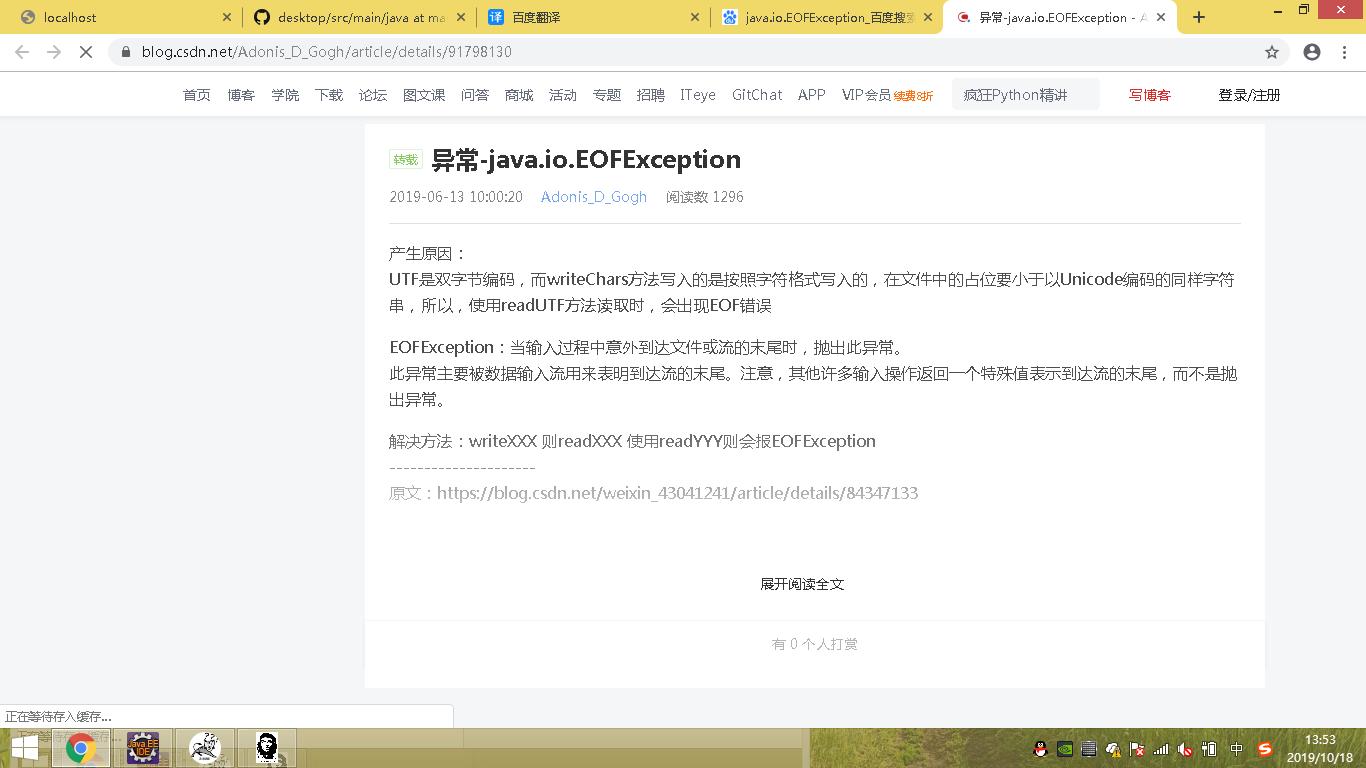 localhost
desktop/src/main/java at ma
百度翻译
java.io.EOFException_百度搜索
异常-java.io.EOFException - A
blog.csdn.net/Adonis_D_Gogh/article/details/91798130
首页 博客 学院 下载 论坛 图文课 问答 商城 活动 专题 招聘 ITeye GitChat APP VIP会员 续费8折 疯狂Python精讲 写博客 登录/注册
转载 异常-java.io.EOFException
2019-06-13 10:00:20 Adonis_D_Gogh 阅读数 1296
产生原因：
UTF是双字节编码，而writeChars方法写入的是按照字符格式写入的，在文件中的占位要小于以Unicode编码的同样字符
串，所以，使用readUTF方法读取时，会出现EOF错误
EOFException：当输入过程中意外到达文件或流的末尾时，抛出此异常。
此异常主要被数据输入流用来表明到达流的末尾。注意，其他许多输入操作返回一个特殊值表示到达流的末尾，而不是抛
出异常。
解决方法：writeXXX 则readXXX 使用readYYY则会报EOFException
---------------------
原文：https://blog.csdn.net/weixin_43041241/article/details/84347133
展开阅读全文
有 0 个人打赏
正在等待存入缓存...
Java EE
IDE
中
13:53
2019/10/18